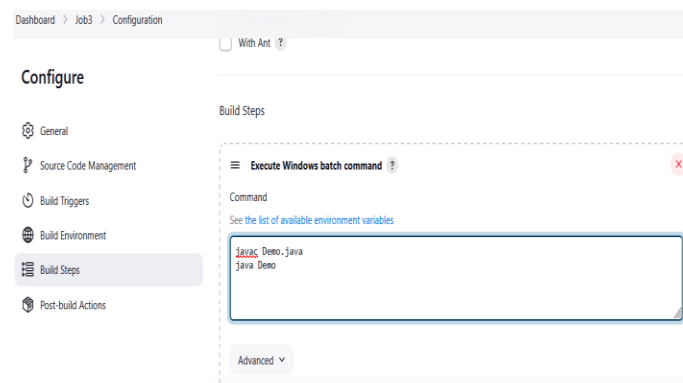 Dashboard > Job3 > Configuration
With Ant ?
Configure
Build Steps
General
Source Code Management
Build Triggers
Build Environment
Build Steps
Post-build Actions
Execute Windows batch command ?
X
Command
See the list of available environment variables
javac Demo.java
java Demo
Advanced